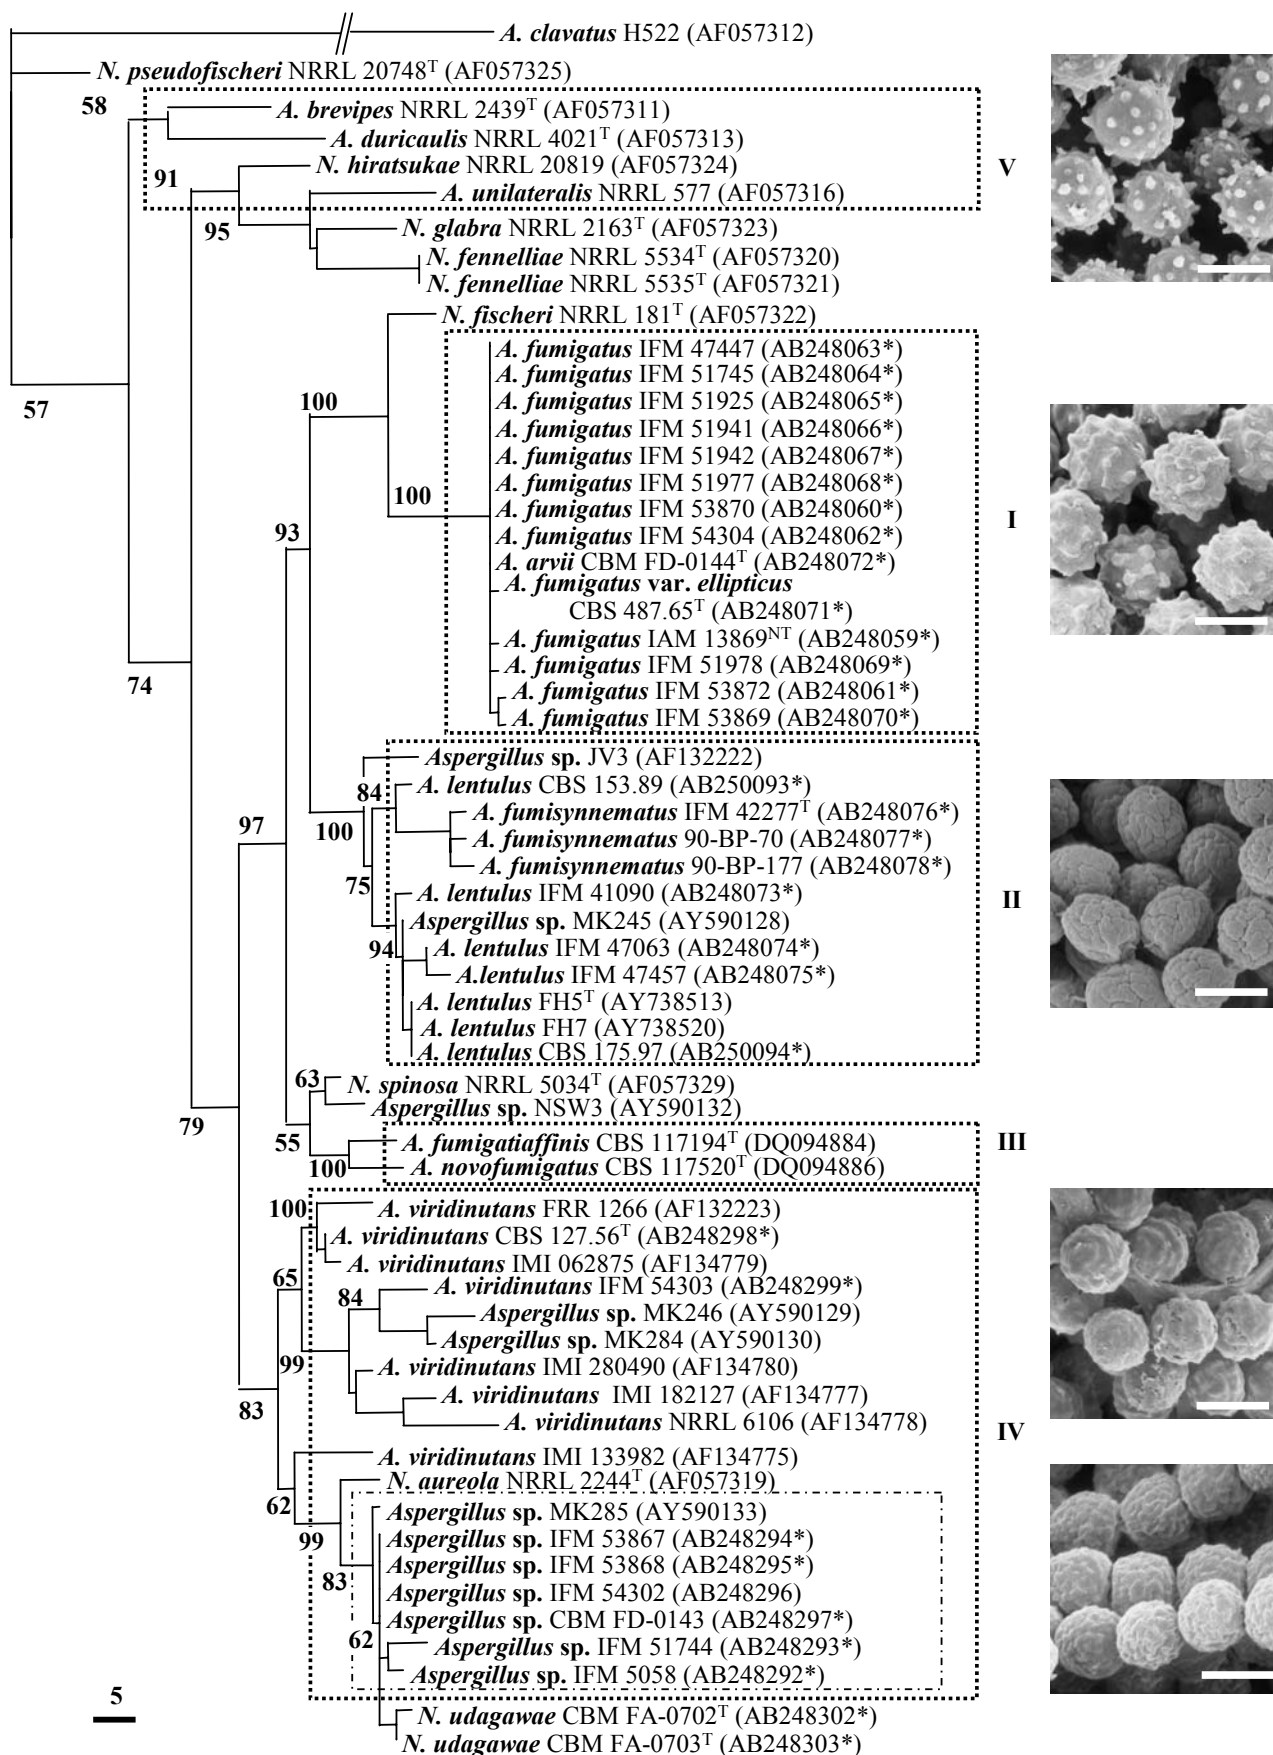 A. clavatus H522 (AF057312)
N. pseudofischeri NRRL 20748T (AF057325)
58
A. brevipes NRRL 2439T (AF057311)
A. duricaulis NRRL 4021T (AF057313)
N. hiratsukae NRRL 20819 (AF057324)
V
91
A. unilateralis NRRL 577 (AF057316)
95
N. glabra NRRL 2163T (AF057323)
N. fennelliae NRRL 5534T (AF057320)
N. fennelliae NRRL 5535T (AF057321)
N. fischeri NRRL 181T (AF057322)
A. fumigatus IFM 47447 (AB248063*)
A. fumigatus IFM 51745 (AB248064*)
57
100
A. fumigatus IFM 51925 (AB248065*)
A. fumigatus IFM 51941 (AB248066*)
A. fumigatus IFM 51942 (AB248067*)
A. fumigatus IFM 51977 (AB248068*)
100
A. fumigatus IFM 53870 (AB248060*)
I
93
A. fumigatus IFM 54304 (AB248062*)
A. arvii CBM FD-0144T (AB248072*)
A. fumigatus var. ellipticus
CBS 487.65T (AB248071*)
A. fumigatus IAM 13869NT (AB248059*)
A. fumigatus IFM 51978 (AB248069*)
74
A. fumigatus IFM 53872 (AB248061*)
A. fumigatus IFM 53869 (AB248070*)
Aspergillus sp. JV3 (AF132222)
84
A. lentulus CBS 153.89 (AB250093*)
A. fumisynnematus IFM 42277T (AB248076*)
97
100
A. fumisynnematus 90-BP-70 (AB248077*)
A. fumisynnematus 90-BP-177 (AB248078*)
75
A. lentulus IFM 41090 (AB248073*)
II
Aspergillus sp. MK245 (AY590128)
94
A. lentulus IFM 47063 (AB248074*)
A.lentulus IFM 47457 (AB248075*)
A. lentulus FH5T (AY738513)
A. lentulus FH7 (AY738520)
A. lentulus CBS 175.97 (AB250094*)
63
N. spinosa NRRL 5034T (AF057329)
Aspergillus sp. NSW3 (AY590132)
79
55
A. fumigatiaffinis CBS 117194T (DQ094884)
III
100
A. novofumigatus CBS 117520T (DQ094886)
100
A. viridinutans FRR 1266 (AF132223)
A. viridinutans CBS 127.56T (AB248298*)
A. viridinutans IMI 062875 (AF134779)
65
84
A. viridinutans IFM 54303 (AB248299*)
Aspergillus sp. MK246 (AY590129)
Aspergillus sp. MK284 (AY590130)
99
A. viridinutans IMI 280490 (AF134780)
A. viridinutans IMI 182127 (AF134777)
83
A. viridinutans NRRL 6106 (AF134778)
IV
A. viridinutans IMI 133982 (AF134775)
N. aureola NRRL 2244T (AF057319)
62
Aspergillus sp. MK285 (AY590133)
99
Aspergillus sp. IFM 53867 (AB248294*)
Aspergillus sp. IFM 53868 (AB248295*)
83
Aspergillus sp. IFM 54302 (AB248296)
Aspergillus sp. CBM FD-0143 (AB248297*)
62
Aspergillus sp. IFM 51744 (AB248293*)
Aspergillus sp. IFM 5058 (AB248292*)
5
N. udagawae CBM FA-0702T (AB248302*)
N. udagawae CBM FA-0703T (AB248303*)